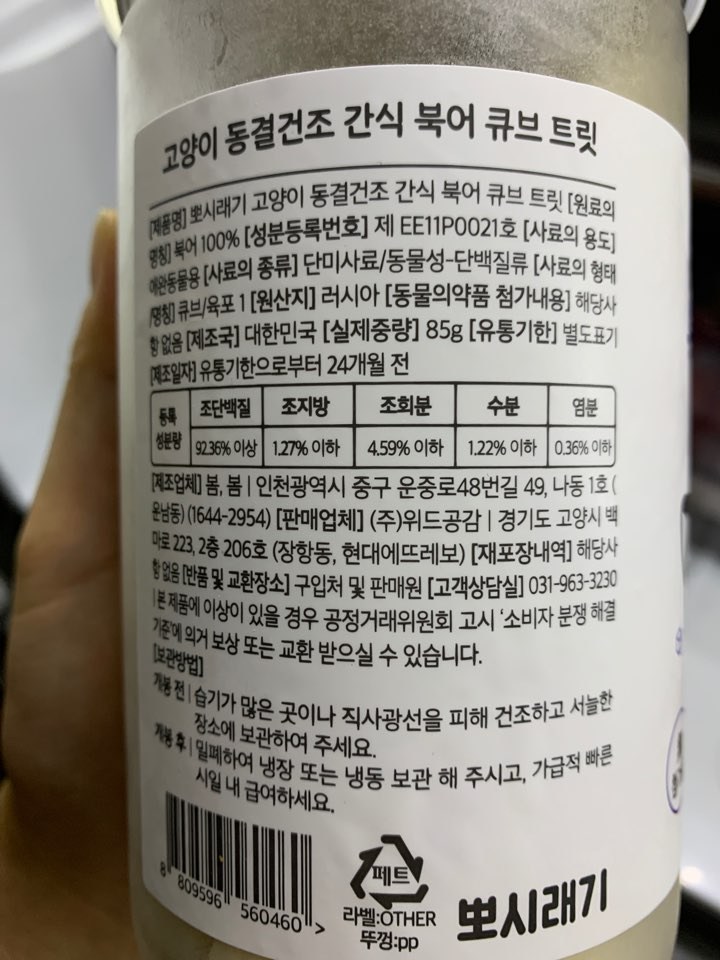 고양이 동결건조 간식 북어 큐브 트릿
[제품명] 뽀시래기 고양이 동결건조 간식 북어 큐브 트릿 [원료의
명칭] 북어 100% [성분등록번호] 제 EE11P0021호 [사료의 용도]
애완동물용 [사료의 종류] 단미사료/동물성-단백질류 [사료의 형태
/명칭] 큐브/육포 1 [원산지] 러시아 [동물의약품 첨가내용] 해당사
항 없음 [제조국] 대한민국 [실제중량] 85g [유통기한] 별도표기
[제조일자] 유통기한으로부터 24개월 전
등록 성분량 조단백질 조지방 조회분 수분 염분
92.36% 이상 1.27% 이하 4.59% 이하 1.22% 이하 0.36% 이하
[제조업체] 봄, 봄 | 인천광역시 중구 운중로48번길 49, 나동 1호 (
운남동) (1644-2954) [판매업체] (주)위드공감 | 경기도 고양시 백
마로 223, 2층 206호 (장항동, 현대에뜨레보) [재포장내역] 해당사
항 없음 [반품 및 교환장소] 구입처 및 판매원 [고객상담실] 031-963-3230
| 본 제품에 이상이 있을 경우 공정거래위원회 고시 '소비자 분쟁 해결
기준'에 의거 보상 또는 교환 받으실 수 있습니다.
[보관방법]
개봉 전 | 습기가 많은 곳이나 직사광선을 피해 건조하고 서늘한
장소에 보관하여 주세요.
개봉 후 | 밀폐하여 냉장 또는 냉동 보관 해 주시고, 가급적 빠른
시일 내 급여하세요.
8 809596 560460 >
페트
라벨:OTHER
뚜껑:pp
뽀시래기